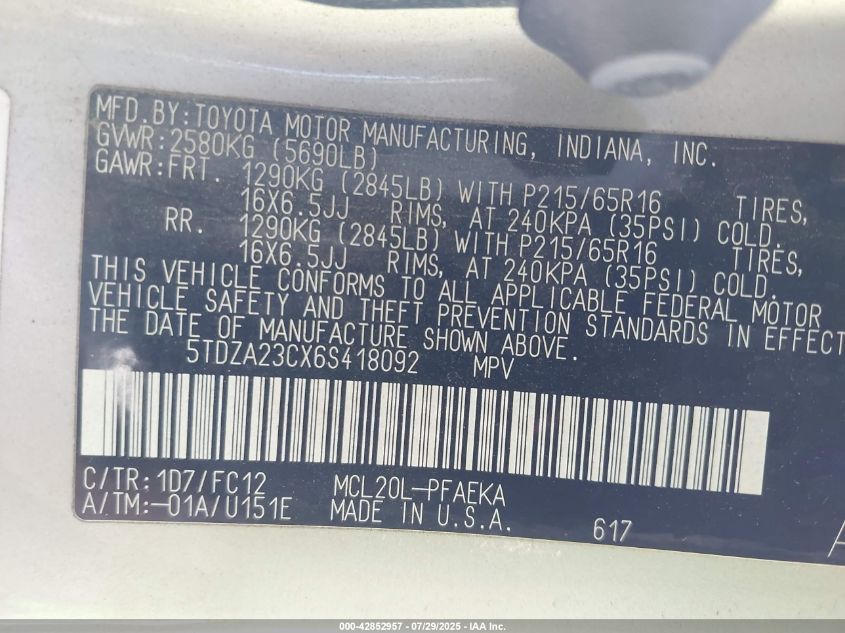 MFD.BY:TOYOTA MOTOR MANUFACTURING, INDIANA, INC.
GVWR:2580KG (5690LB)
GAWR:FRT. 1290KG (2845LB) WITH P215/65R16 TIRES,
16X6.5JJ RIMS, AT 240KPA (35PSI) COLD.
RR. 1290KG (2845LB) WITH P215/65R16 TIRES,
16X6.5JJ RIMS, AT 240KPA (35PSI) COLD.
THIS VEHICLE CONFORMS TO ALL APPLICABLE FEDERAL MOTOR
VEHICLE SAFETY AND THEFT PREVENTION STANDARDS IN EFFECT
THE DATE OF MANUFACTURE SHOWN ABOVE.
5TDZA23CX6S418092 MPV
C/TR:1D7/FC12 MCL20L-PFAEKA
A/TM:-01A/U151E MADE IN U.S.A. 617
000-42852957 - 07/29/2025 - IAA Inc.